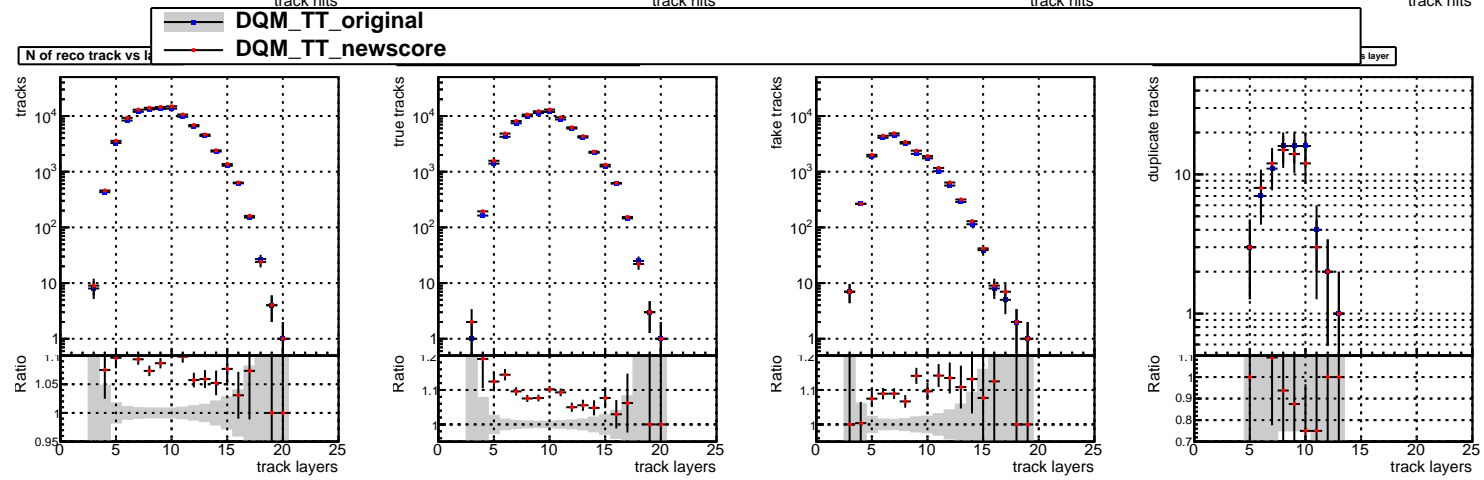 track hits
track hits
track hits
track hits
DQM_TT_original
DQM_TT_newscore
N of reco track vs la
s layer
tracks
10⁴
10³
10²
10
1
Ratio
1.1
1.05
1
0.95
0 5 10 15 20 25
track layers
true tracks
10⁴
10³
10²
10
1
Ratio
1.2
1.1
1
0 5 10 15 20 25
track layers
fake tracks
10⁴
10³
10²
10
1
Ratio
1.2
1.1
1
0 5 10 15 20 25
track layers
duplicate tracks
10
1
Ratio
1.1
1
0.9
0.8
0.7
0 5 10 15 20 25
track layers